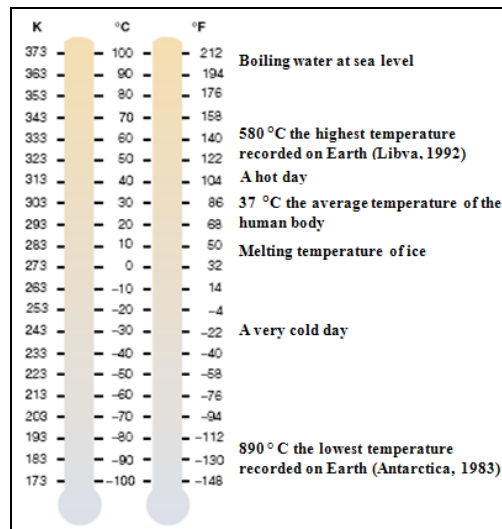 K °C °F
373 100 212
363 90 194
353 80 176
343 70 158
333 60 140
323 50 122
313 40 104
303 30 86
293 20 68
283 10 50
273 0 32
263 –10 14
253 –20 –4
243 –30 –22
233 –40 –40
223 –50 –58
213 –60 –76
203 –70 –94
193 –80 –112
183 –90 –130
173 –100 –148
Boiling water at sea level
580 °C the highest temperature
recorded on Earth (Libva, 1992)
A hot day
37 °C the average temperature of the
human body
Melting temperature of ice
A very cold day
890 ° C the lowest temperature
recorded on Earth (Antarctica, 1983)